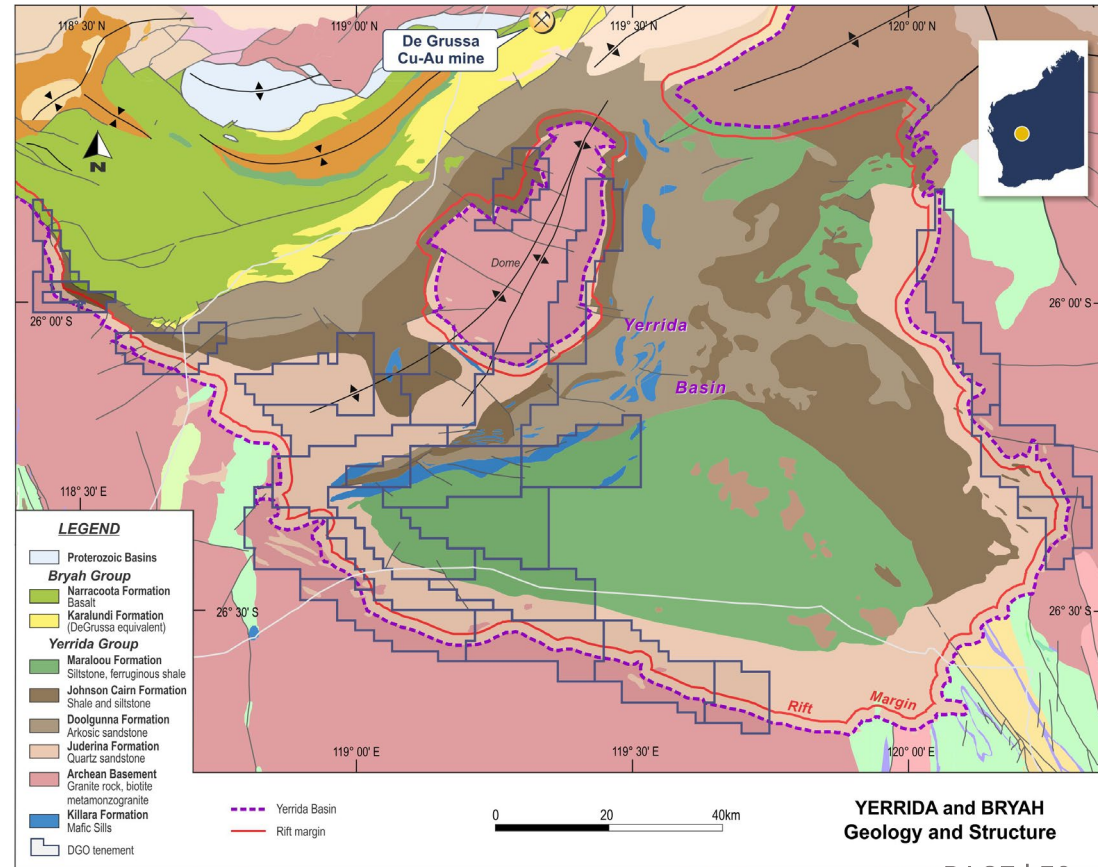 118° 30' N
119° 00' N
119° 30' N
120° 00' N
De Grussa
Cu-Au mine
N
Dome
26° 00' S
26° 00' S
Yerrida
Basin
118° 30' E
26° 30' S
26° 30' S
Rift
Margin
119° 00' E
119° 30' E
120° 00' E
LEGEND
Proterozoic Basins
Bryah Group
Narracoota Formation
Basalt
Karalundi Formation
(DeGrussa equivalent)
Yerrida Group
Maraloou Formation
Siltstone, ferruginous shale
Johnson Cairn Formation
Shale and siltstone
Doolgunna Formation
Arkosic sandstone
Juderina Formation
Quartz sandstone
Archean Basement
Granite rock, biotite
metamonzogranite
Killara Formation
Mafic Sills
DGO tenement
Yerrida Basin
Rift margin
0 20 40km
YERRIDA and BRYAH
Geology and Structure